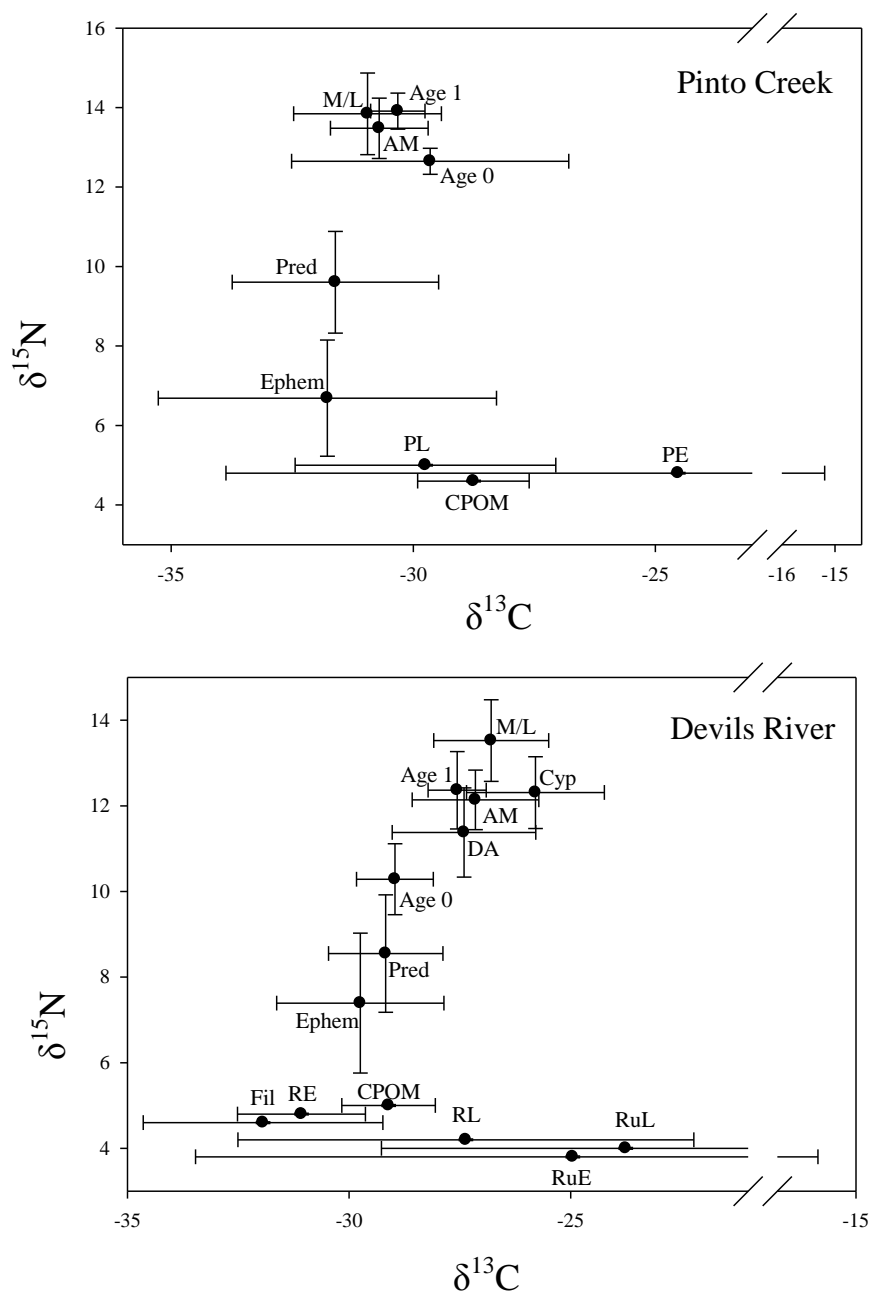 16
Pinto Creek
Age 1
M/L
14
AM
Age 0
12
10
Pred
δ15N
8
Ephem
6
PL
PE
4
CPOM
-35
-30
-25
-16
-15
δ13C
14
M/L
Devils River
Age 1
Cyp
12
AM
DA
10
Age 0
Pred
8
Ephem
δ15N
6
CPOM
RE
Fil
RL
RuL
4
RuE
-35
-30
-25
-15
δ13C